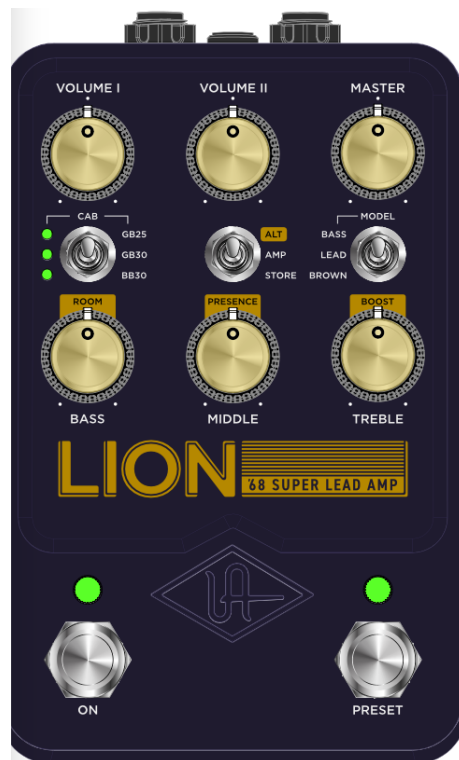 VOLUME I
VOLUME II
MASTER
CAB
GB25
GB30
BB30
ALT
AMP
STORE
MODEL
BASS
LEAD
BROWN
ROOM
PRESENCE
BOOST
BASS
MIDDLE
TREBLE
LION
'68 SUPER LEAD AMP
UA
ON
PRESET